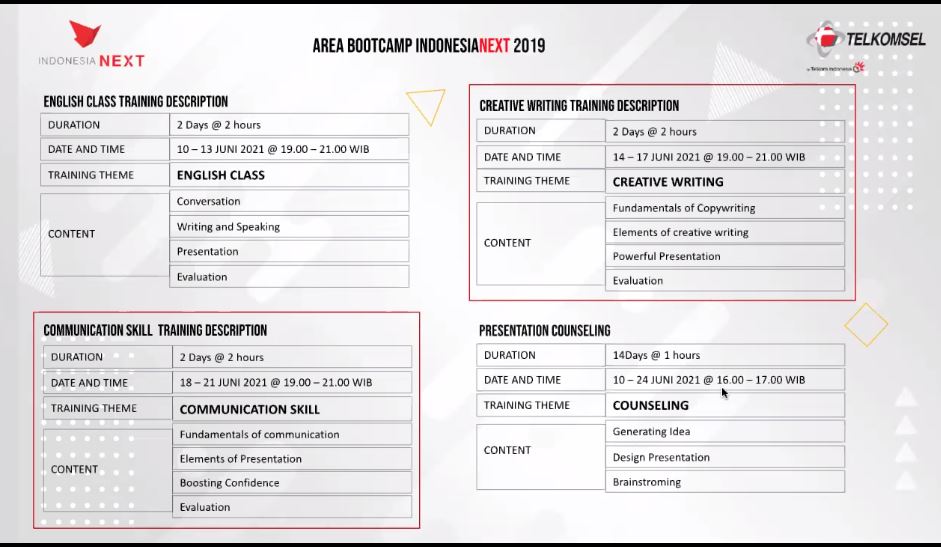 INDONESIA NEXT
AREA BOOTCAMP INDONESIANEXT 2019
TELKOMSEL
by Telkom Indonesia
ENGLISH CLASS TRAINING DESCRIPTION
DURATION 2 Days @ 2 hours
DATE AND TIME 10 – 13 JUNI 2021 @ 19.00 – 21.00 WIB
TRAINING THEME ENGLISH CLASS
CONTENT
Conversation
Writing and Speaking
Presentation
Evaluation
CREATIVE WRITING TRAINING DESCRIPTION
DURATION 2 Days @ 2 hours
DATE AND TIME 14 – 17 JUNI 2021 @ 19.00 – 21.00 WIB
TRAINING THEME CREATIVE WRITING
CONTENT
Fundamentals of Copywriting
Elements of creative writing
Powerful Presentation
Evaluation
COMMUNICATION SKILL TRAINING DESCRIPTION
DURATION 2 Days @ 2 hours
DATE AND TIME 18 – 21 JUNI 2021 @ 19.00 – 21.00 WIB
TRAINING THEME COMMUNICATION SKILL
CONTENT
Fundamentals of communication
Elements of Presentation
Boosting Confidence
Evaluation
PRESENTATION COUNSELING
DURATION 14Days @ 1 hours
DATE AND TIME 10 – 24 JUNI 2021 @ 16.00 – 17.00 WIB
TRAINING THEME COUNSELING
CONTENT
Generating Idea
Design Presentation
Brainstroming